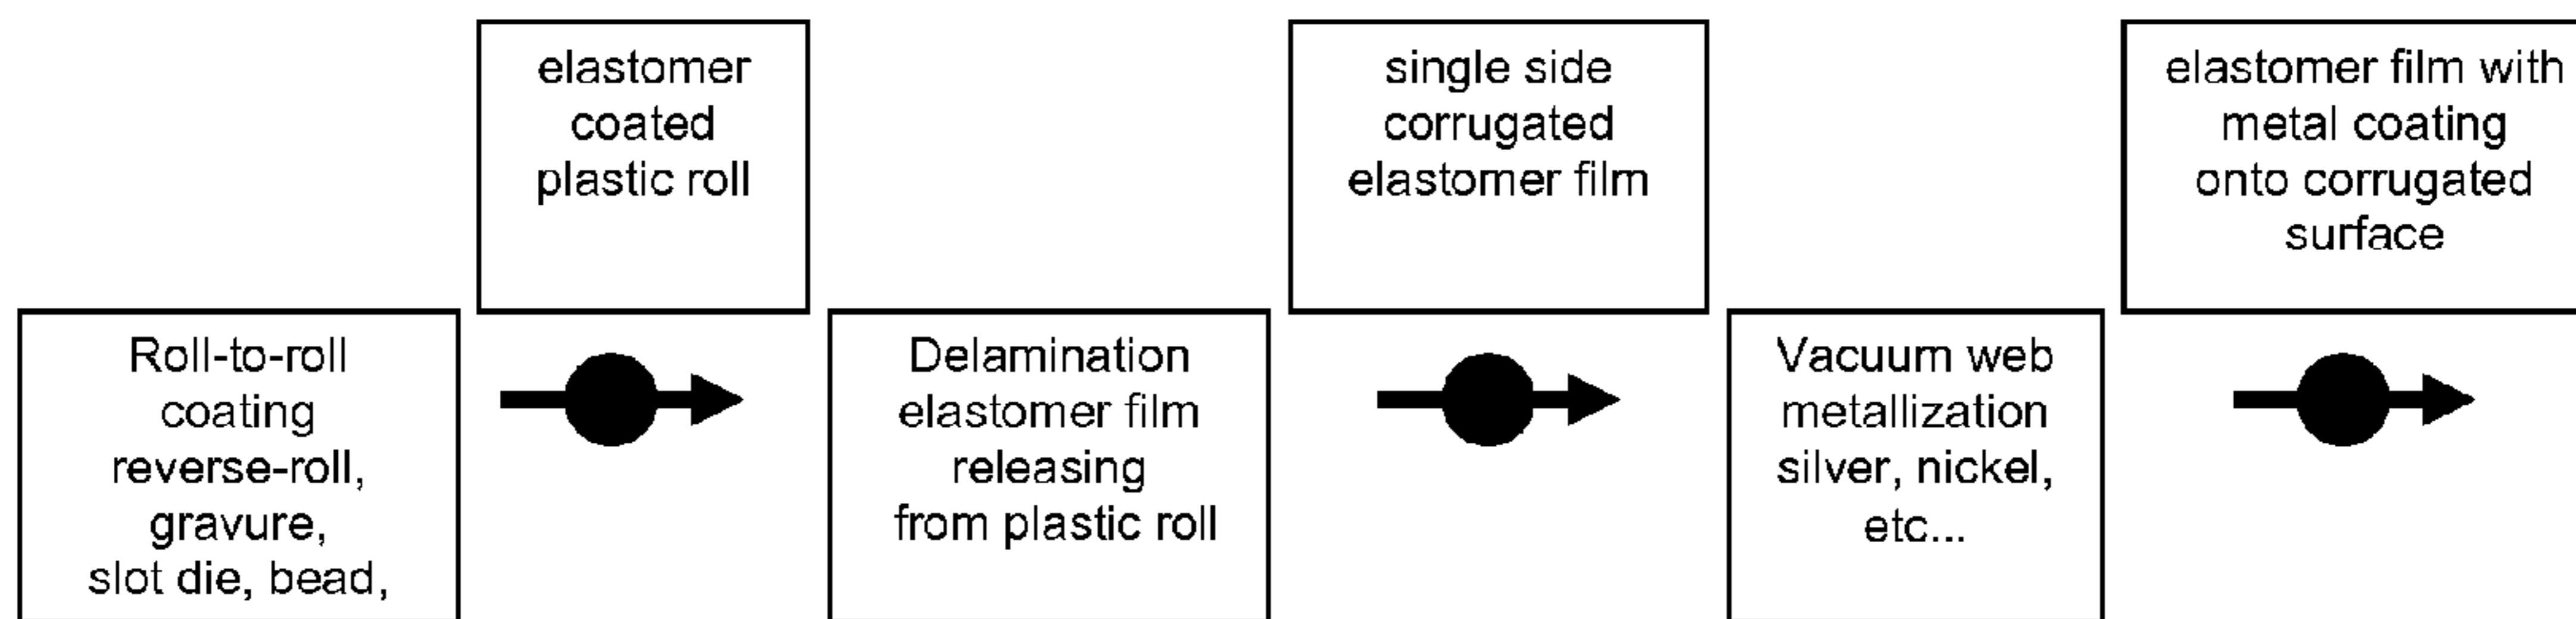 elastomer
coated
plastic roll
single side
corrugated
elastomer film
elastomer film with
metal coating
onto corrugated
surface
Roll-to-roll
coating
reverse-roll,
gravure,
slot die, bead,
Delamination
elastomer film
releasing
from plastic roll
Vacuum web
metallization
silver, nickel,
etc...